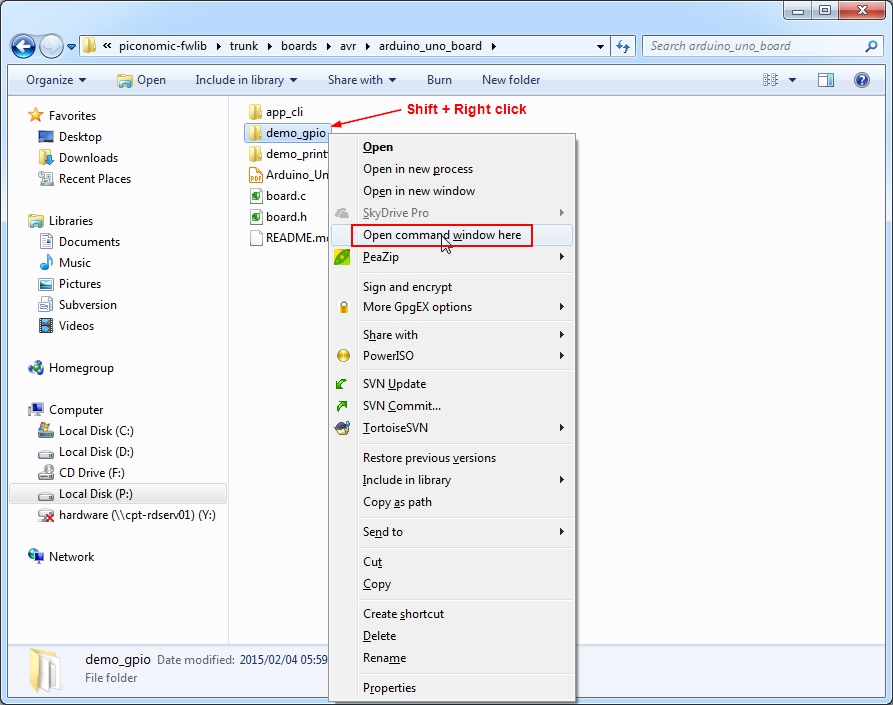 « piconomic-fwlib ▸ trunk ▸ boards ▸ avr ▸ arduino_uno_board ▸
Search arduino_uno_board
Organize Open Include in library Share with Burn New folder
Favorites
Desktop
Downloads
Recent Places
Libraries
Documents
Music
Pictures
Subversion
Videos
Homegroup
Computer
Local Disk (C:)
Local Disk (D:)
CD Drive (F:)
Local Disk (P:)
hardware (\\cpt-rdserv01) (Y:)
Network
app_cli
demo_gpio
demo_print
Arduino_Un
board.c
board.h
README.m
Shift + Right click
Open
Open in new process
Open in new window
SkyDrive Pro
Open command window here
PeaZip
Sign and encrypt
More GpgEX options
Share with
PowerISO
SVN Update
SVN Commit...
TortoiseSVN
Restore previous versions
Include in library
Copy as path
Send to
Cut
Copy
Create shortcut
Delete
Rename
Properties
demo_gpio Date modified: 2015/02/04 05:59
File folder